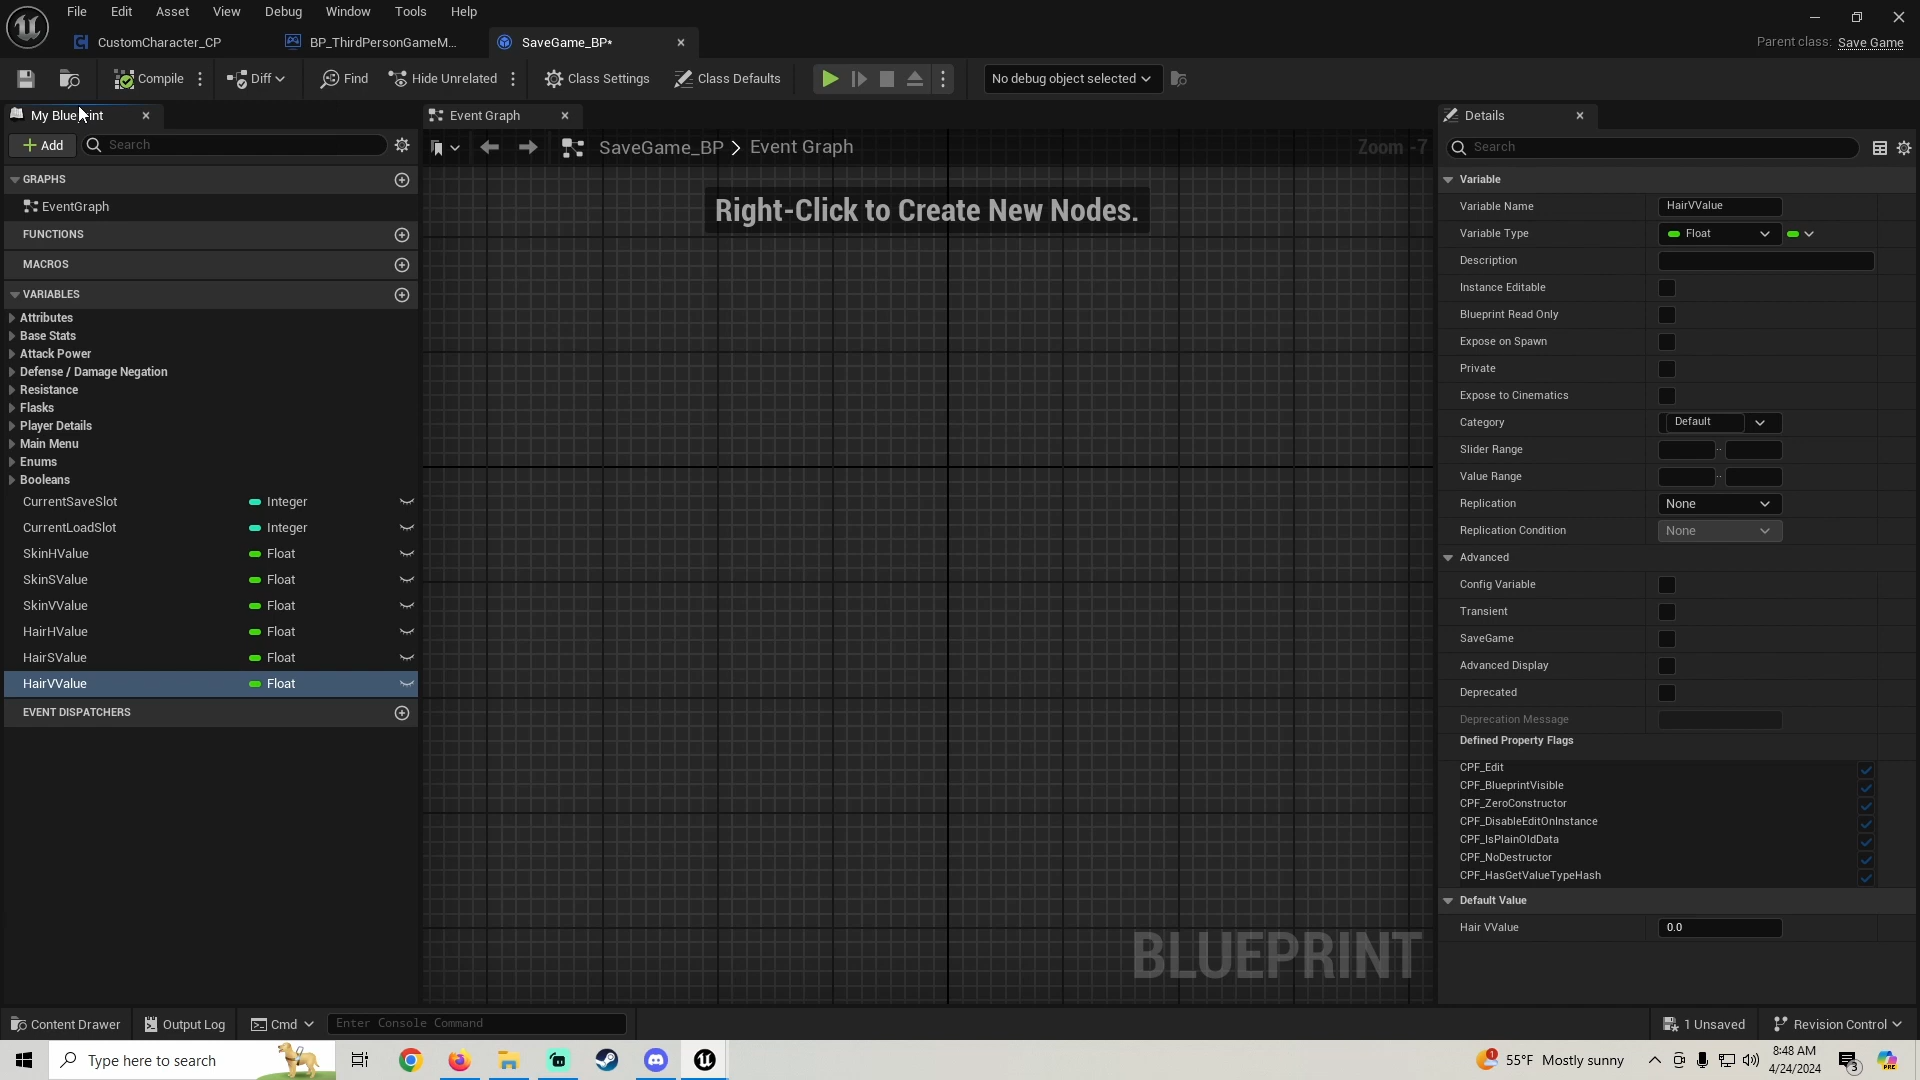 File Edit Asset View Debug Window Tools Help
CustomCharacter_CP BP_ThirdPersonGameM... SaveGame_BP* Parent class: Save Game
Compile Diff Find Hide Unrelated Class Settings Class Defaults No debug object selected
My Blueprint Event Graph Details
Add Search SaveGame_BP > Event Graph Zoom -7 Search
GRAPHS
EventGraph
FUNCTIONS
MACROS
VARIABLES
Attributes
Base Stats
Attack Power
Defense / Damage Negation
Resistance
Flasks
Player Details
Main Menu
Enums
Booleans
CurrentSaveSlot Integer
CurrentLoadSlot Integer
SkinHValue Float
SkinSValue Float
SkinVValue Float
HairHValue Float
HairSValue Float
HairVValue Float
EVENT DISPATCHERS
Right-Click to Create New Nodes.
BLUEPRINT
Variable
Variable Name HairVValue
Variable Type Float
Description
Instance Editable
Blueprint Read Only
Expose on Spawn
Private
Expose to Cinematics
Category Default
Slider Range ..
Value Range ..
Replication None
Replication Condition None
Advanced
Config Variable
Transient
SaveGame
Advanced Display
Deprecated
Deprecation Message
Defined Property Flags
CPF_Edit
CPF_BlueprintVisible
CPF_ZeroConstructor
CPF_DisableEditOnInstance
CPF_IsPlainOldData
CPF_NoDestructor
CPF_HasGetValueTypeHash
Default Value
Hair VValue 0.0
Content Drawer Output Log Cmd Enter Console Command 1 Unsaved Revision Control
Type here to search 1 55°F Mostly sunny 8:48 AM 3 PRE
4/24/2024